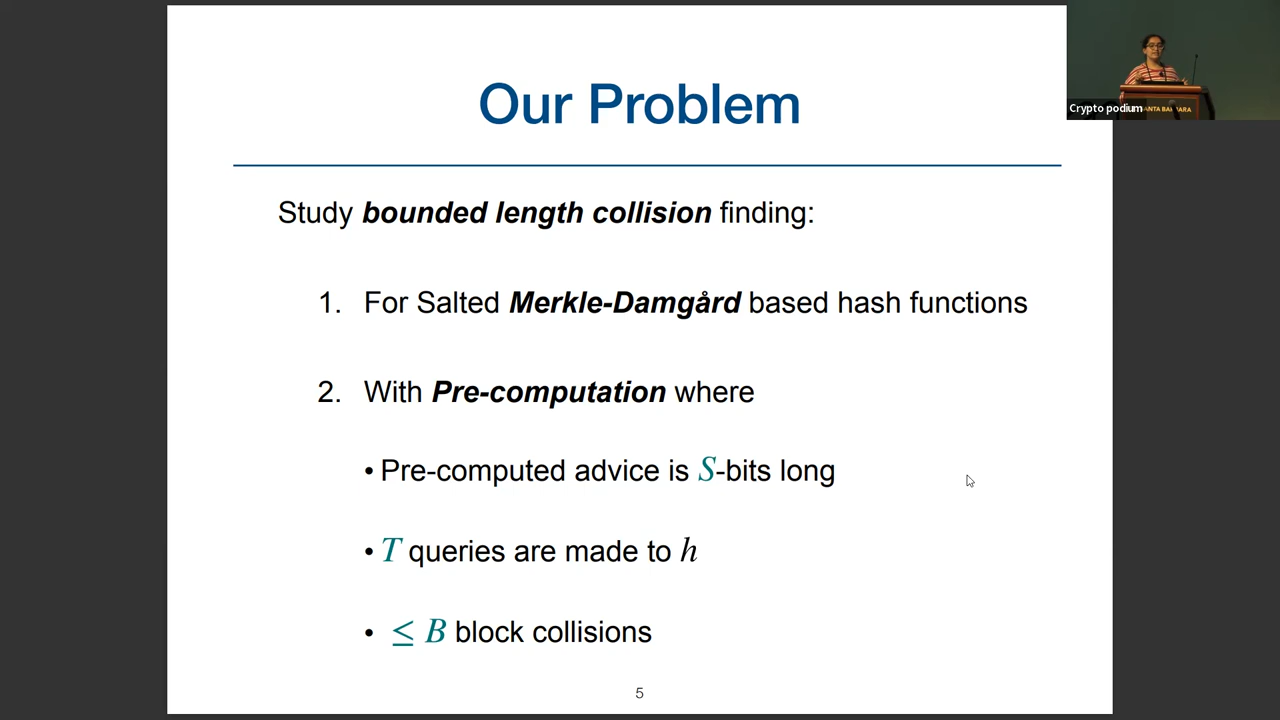 Our Problem
Crypto podium
Study bounded length collision finding:
1. For Salted Merkle-Damgård based hash functions
2. With Pre-computation where
• Pre-computed advice is S-bits long
• T queries are made to h
• ≤ B block collisions
5